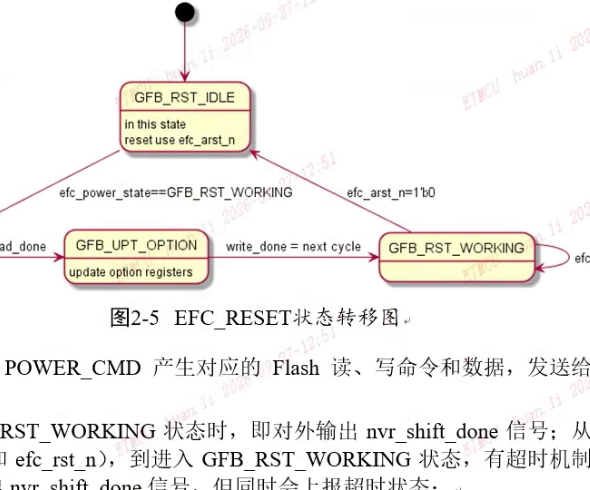 GFB_RST_IDLE
in this state
reset use efc_arst_n
efc_power_state==GFB_RST_WORKING
efc_arst_n=1'b0
ad_done
GFB_UPT_OPTION
update option registers
write_done = next cycle
GFB_RST_WORKING
efc
图2-5 EFC_RESET状态转移图
POWER_CMD 产生对应的 Flash 读、写命令和数据，发送给
RST_WORKING 状态时，即对外输出 nvr_shift_done 信号；从
efc_rst_n），到进入 GFB_RST_WORKING 状态，有超时机制
nvr_shift_done 信号，但同时会上报超时状态；